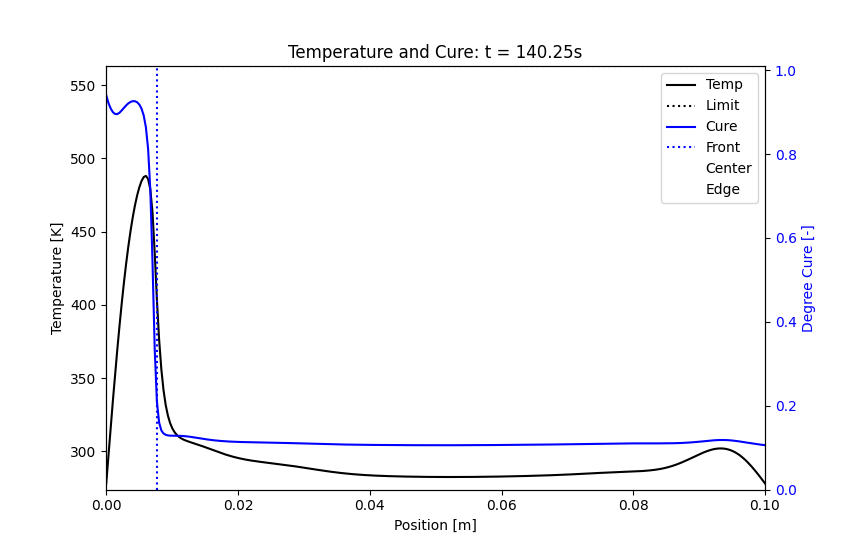 Temperature and Cure: t = 140.25s
Temperature [K]
550
500
450
400
350
300
1.0
0.8
0.6
0.4
0.2
0.0
Degree Cure [-]
Temp
Limit
Cure
Front
Center
Edge
0.00
0.02
0.04
0.06
0.08
0.10
Position [m]